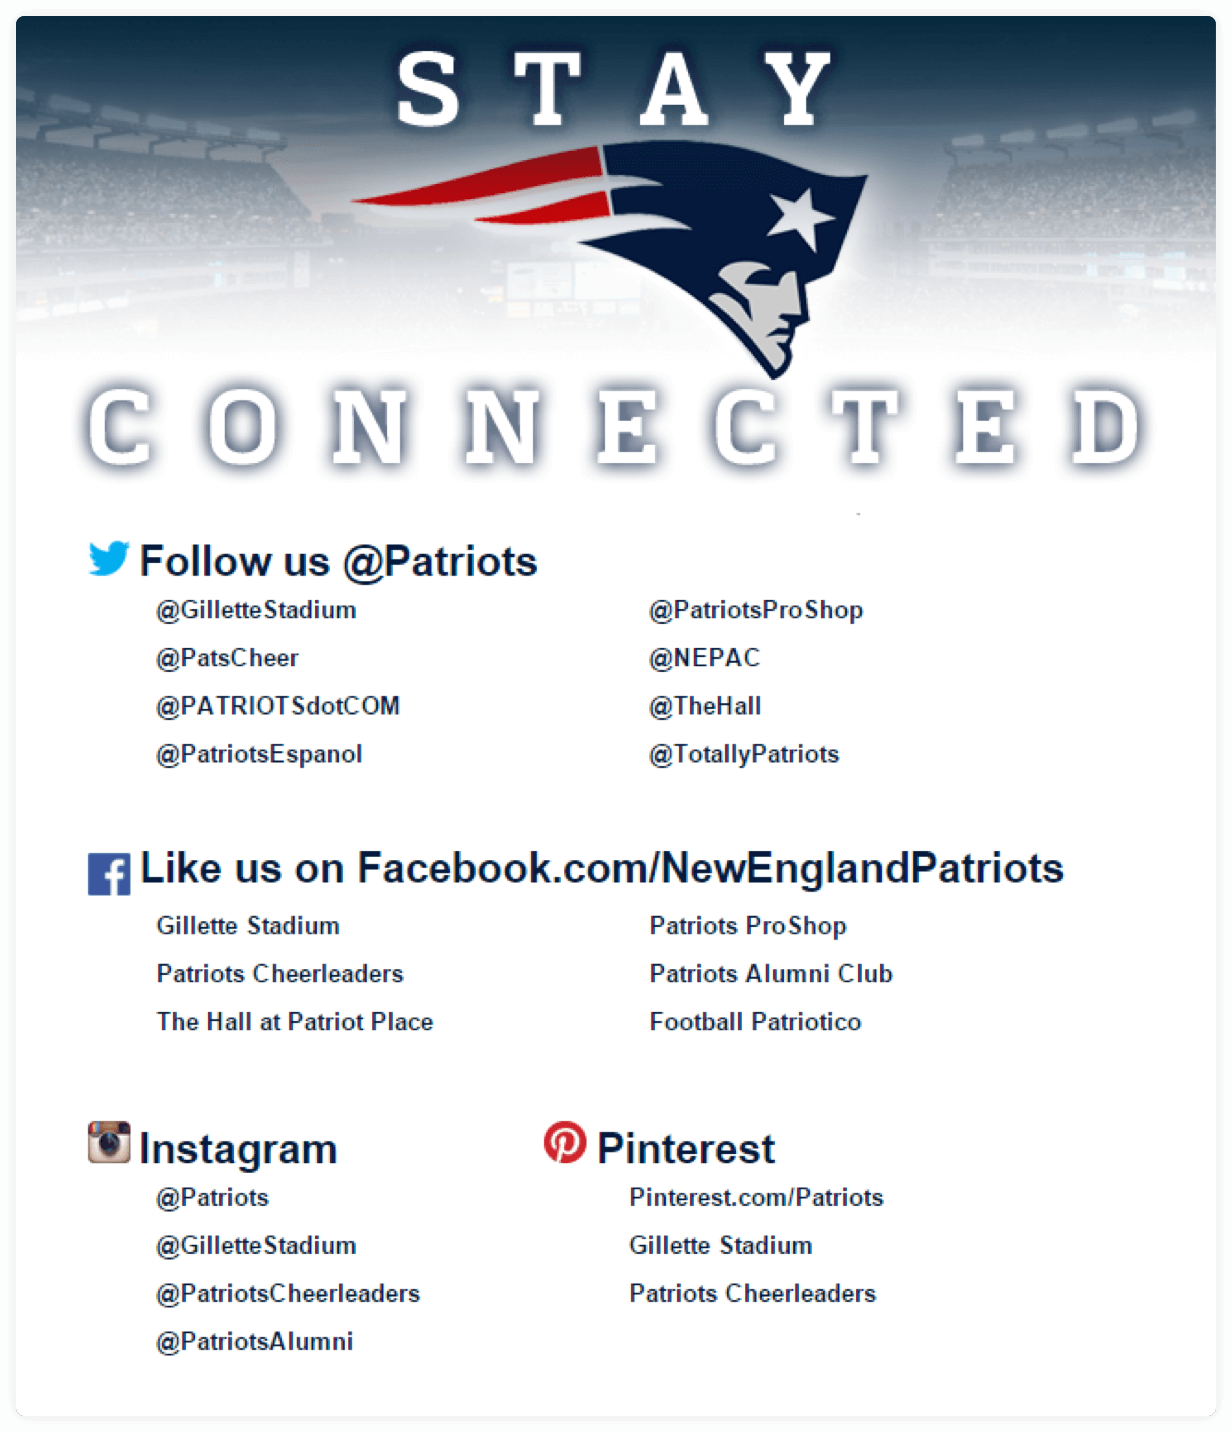 STAY
CONNECTED
Follow us @Patriots
@GilletteStadium
@PatriotsProShop
@PatsCheer
@NEPAC
@PATRIOTSdotCOM
@TheHall
@PatriotsEspanol
@TotallyPatriots
Like us on Facebook.com/NewEnglandPatriots
Gillette Stadium
Patriots ProShop
Patriots Cheerleaders
Patriots Alumni Club
The Hall at Patriot Place
Football Patriotico
Instagram
@Patriots
@GilletteStadium
@PatriotsCheerleaders
@PatriotsAlumni
Pinterest
Pinterest.com/Patriots
Gillette Stadium
Patriots Cheerleaders